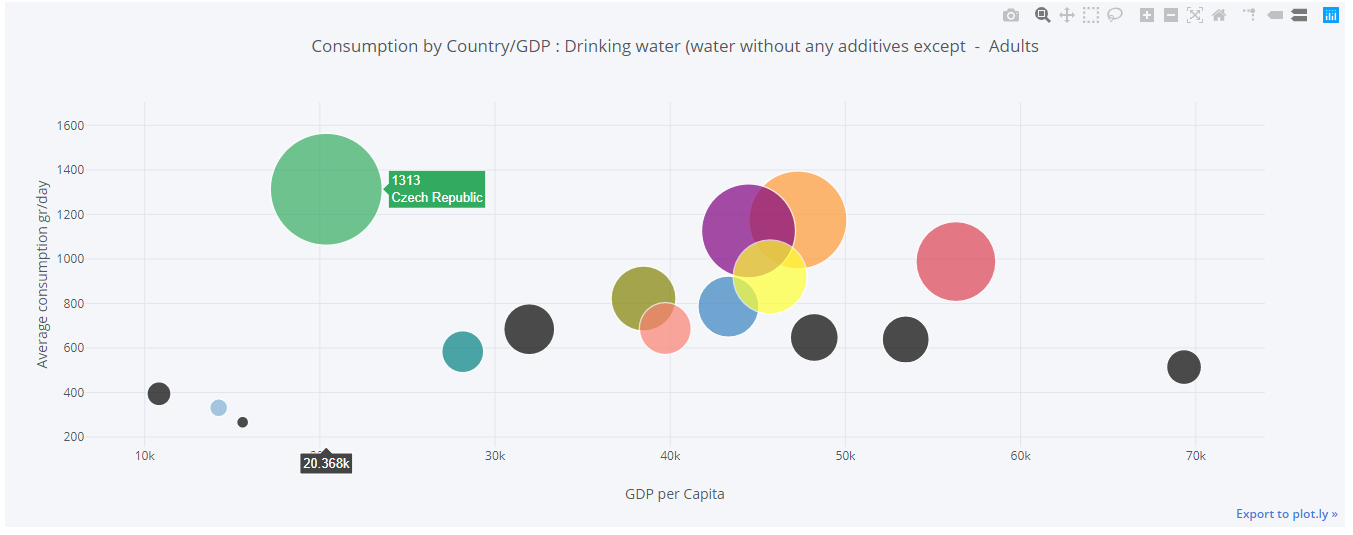 Consumption by Country/GDP : Drinking water (water without any additives except - Adults
1600
1400
1200
1000
800
600
400
200
Average consumption gr/day
1313
Czech Republic
10k
30k
40k
50k
60k
70k
20.368k
GDP per Capita
Export to plot.ly »